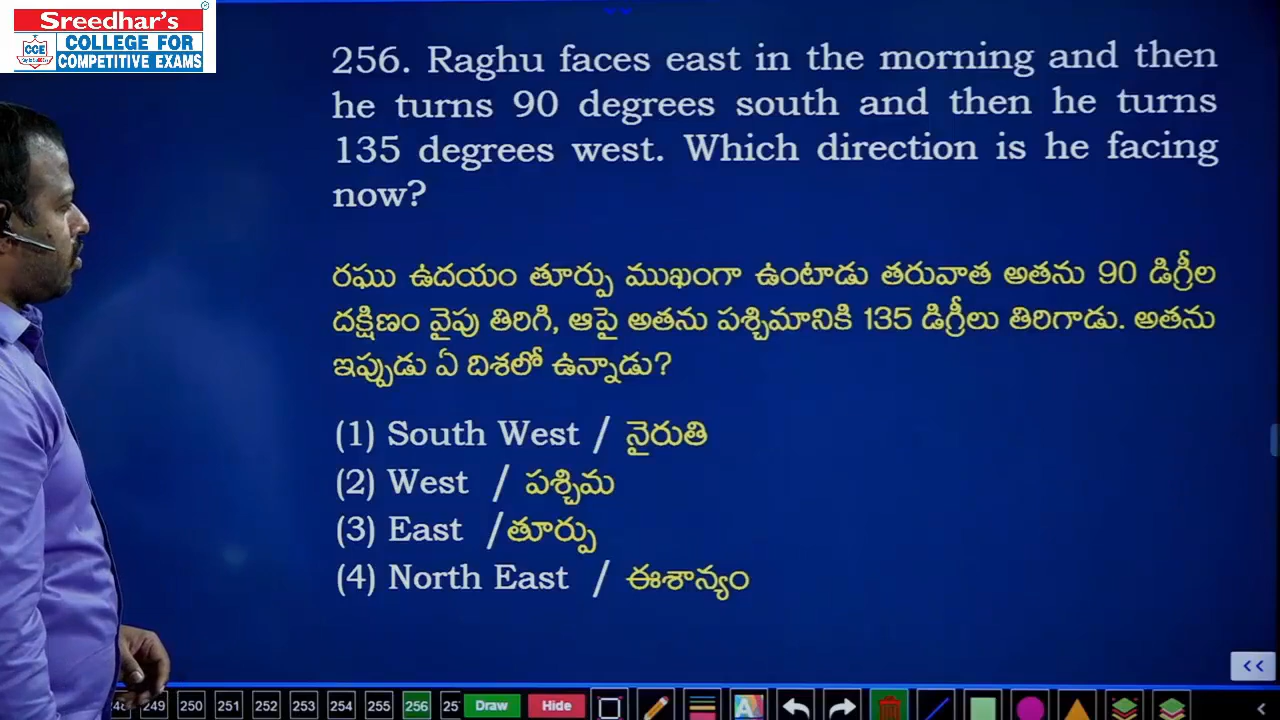 Sreedhar's
CCE
COLLEGE FOR
COMPETITIVE EXAMS
256. Raghu faces east in the morning and then
he turns 90 degrees south and then he turns
135 degrees west. Which direction is he facing
now?
రఘు ఉదయం తూర్పు ముఖంగా ఉంటాడు తరువాత అతను 90 డిగ్రీల
దక్షిణం వైపు తిరిగి, ఆపై అతను పశ్చిమానికి 135 డిగ్రీలు తిరిగాడు. అతను
ఇప్పుడు ఏ దిశలో ఉన్నాడు?
(1) South West / నైరుతి
(2) West / పశ్చిమ
(3) East /తూర్పు
(4) North East / ఈశాన్యం
<<
249 250 251 252 253 254 255 256 25 Draw Hide A <